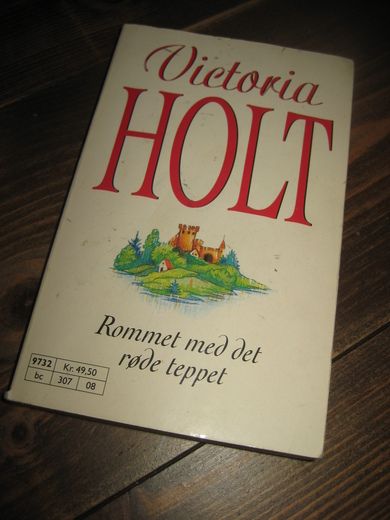 Victoria
HOLT
Rommet med det
røde teppet
9732 Kr. 49,50
bc 307 08